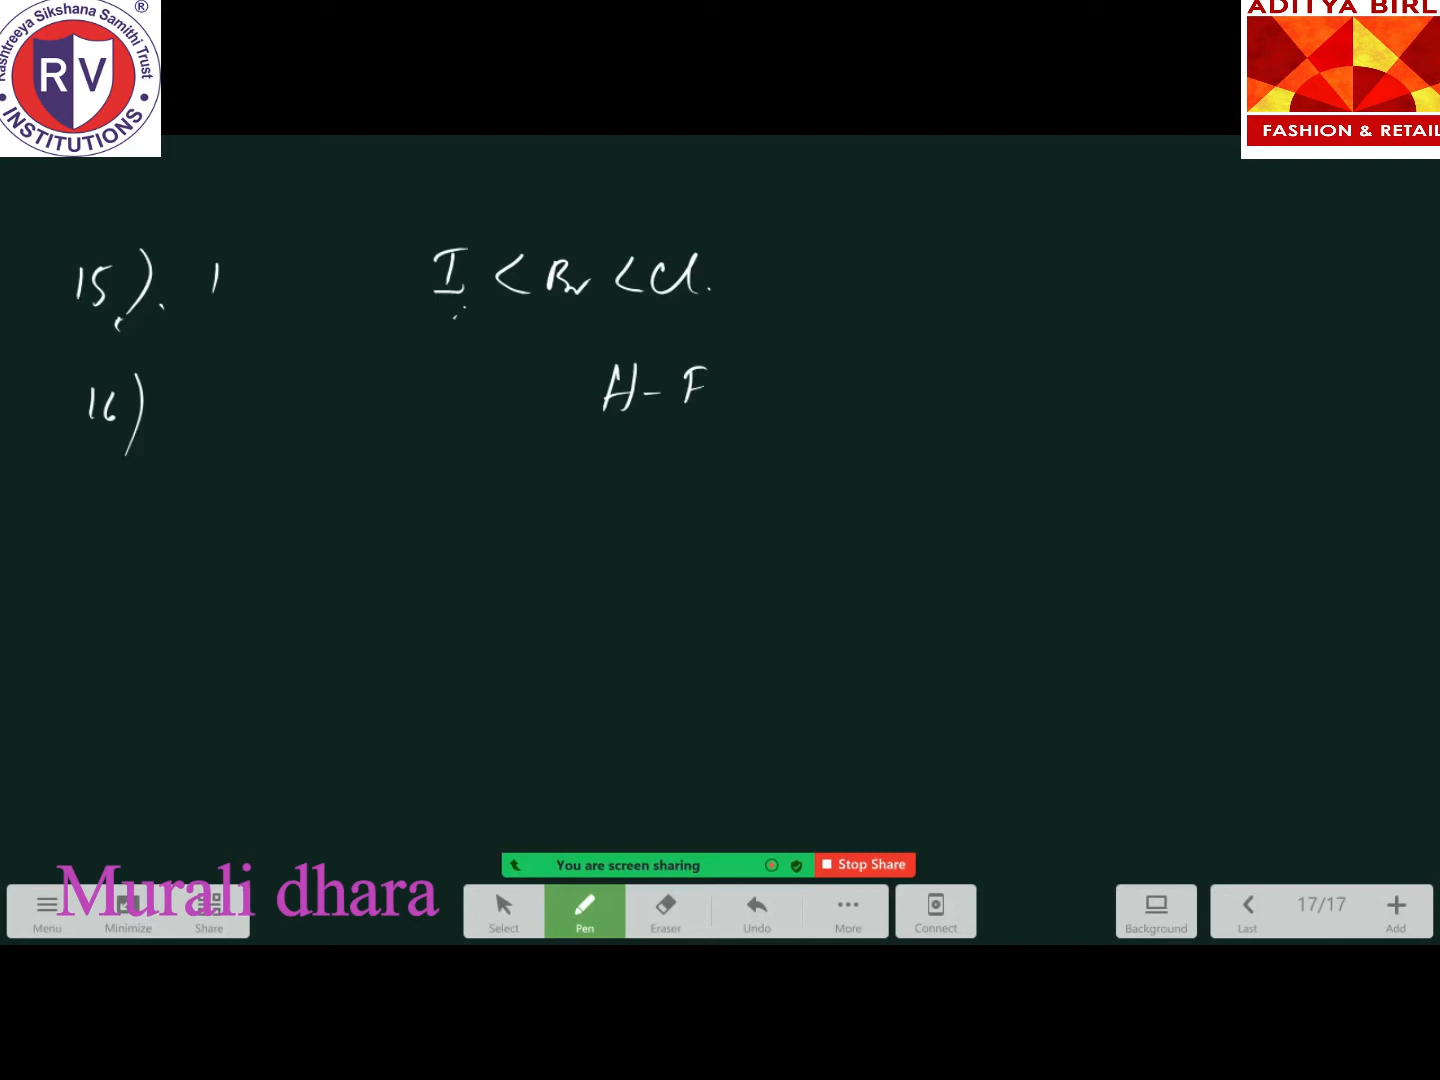 Rashtreeya Sikshana Samithi Trust
®
RV
• INSTITUTIONS •
ADITYA BIRL
FASHION & RETAIL
15). 1 I < Br < Cl.
16) H-F
You are screen sharing Stop Share
Murali dhara
Menu Minimize Share Select Pen Eraser Undo More Connect Background Last 17/17 Add